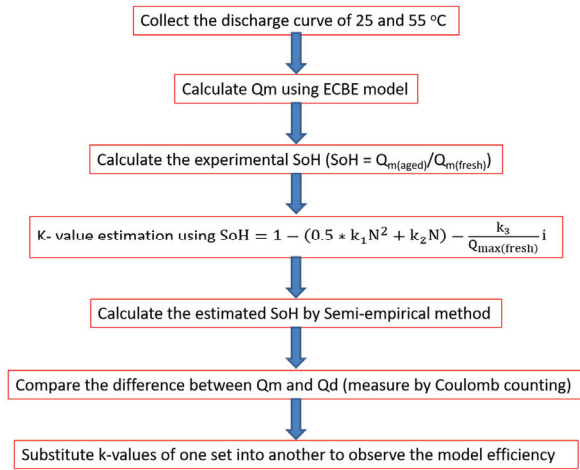 Collect the discharge curve of 25 and 55 °C
Calculate Qm using ECBE model
Calculate the experimental SoH (SoH = Qm(aged)/Qm(fresh))
K- value estimation using SoH = 1 − (0.5 * k₁N² + k₂N) − k₃/Qmax(fresh) i
Calculate the estimated SoH by Semi-empirical method
Compare the difference between Qm and Qd (measure by Coulomb counting)
Substitute k-values of one set into another to observe the model efficiency